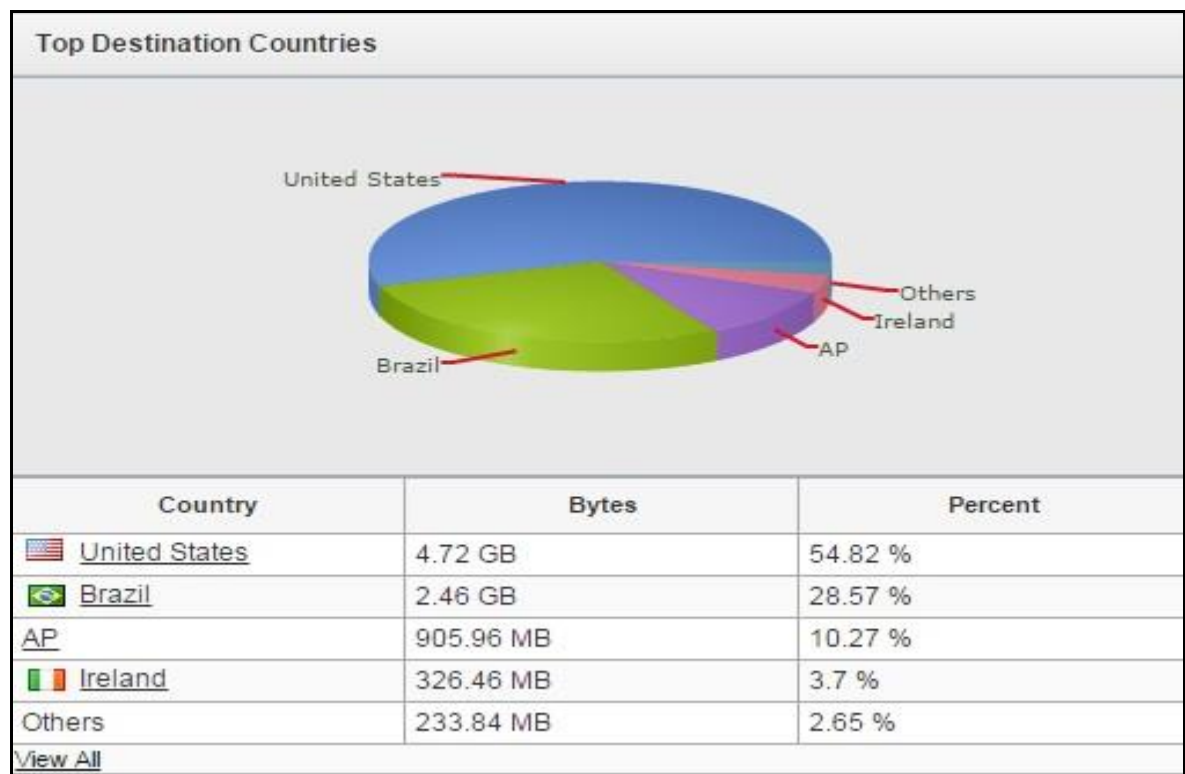 Top Destination Countries
United States
Others
Ireland
AP
Brazil
Country Bytes Percent
United States 4.72 GB 54.82 %
Brazil 2.46 GB 28.57 %
AP 905.96 MB 10.27 %
Ireland 326.46 MB 3.7 %
Others 233.84 MB 2.65 %
View All